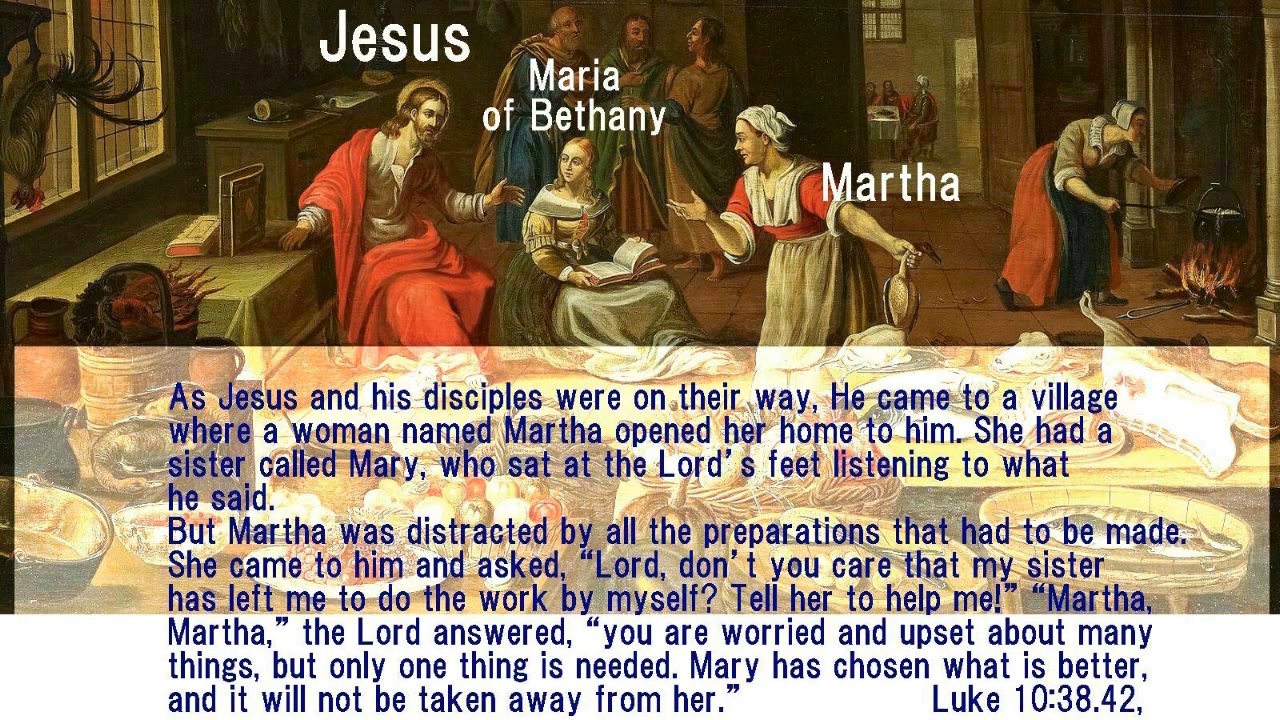 Jesus
Maria
of Bethany
Martha
As Jesus and his disciples were on their way, He came to a village
where a woman named Martha opened her home to him. She had a
sister called Mary, who sat at the Lord’s feet listening to what
he said.
But Martha was distracted by all the preparations that had to be made.
She came to him and asked, “Lord, don’t you care that my sister
has left me to do the work by myself? Tell her to help me!” “Martha,
Martha,” the Lord answered, “you are worried and upset about many
things, but only one thing is needed. Mary has chosen what is better,
and it will not be taken away from her.” Luke 10:38.42,